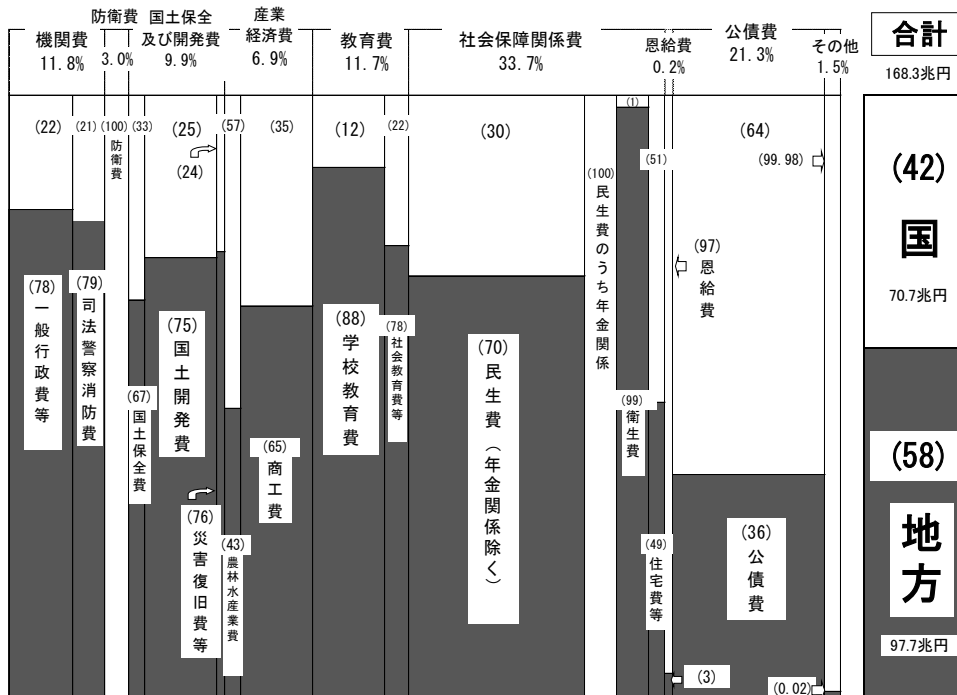 機関費
11.8%
防衛費
3.0%
国土保全
及び開発費
9.9%
産業
経済費
6.9%
教育費
11.7%
社会保障関係費
33.7%
恩給費
0.2%
公債費
21.3%
その他
1.5%
合計
168.3兆円
(22)
(21)
(100)
防衛費
(33)
(25)
(24)
(57)
(35)
(12)
(22)
(30)
(100)
民生費のうち年金関係
(1)
(51)
(97)
恩給費
(64)
(99.98)
(42)
国
70.7兆円
(78)
一般行政費等
(79)
司法警察消防費
(67)
国土保全費
(75)
国土開発費
(76)
災害復旧費等
(43)
農林水産業費
(65)
商工費
(88)
学校教育費
(78)
社会教育費等
(70)
民生費(年金関係除く)
(99)
衛生費
(49)
住宅費等
(3)
(36)
公債費
(0.02)
(58)
地方
97.7兆円